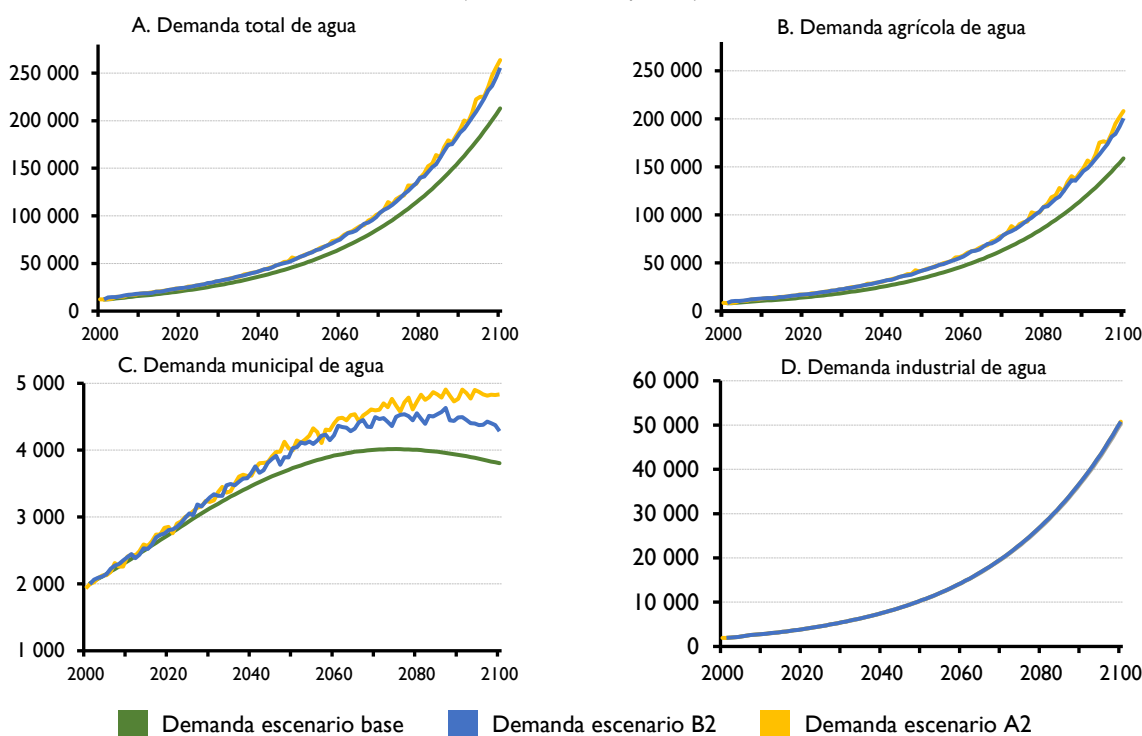 A. Demanda total de agua
250 000
200 000
150 000
100 000
50 000
0
2000 2020 2040 2060 2080 2100
B. Demanda agrícola de agua
250 000
200 000
150 000
100 000
50 000
0
2000 2020 2040 2060 2080 2100
C. Demanda municipal de agua
5 000
4 000
3 000
2 000
1 000
2000 2020 2040 2060 2080 2100
D. Demanda industrial de agua
60 000
50 000
40 000
30 000
20 000
10 000
0
2000 2020 2040 2060 2080 2100
Demanda escenario base Demanda escenario B2 Demanda escenario A2